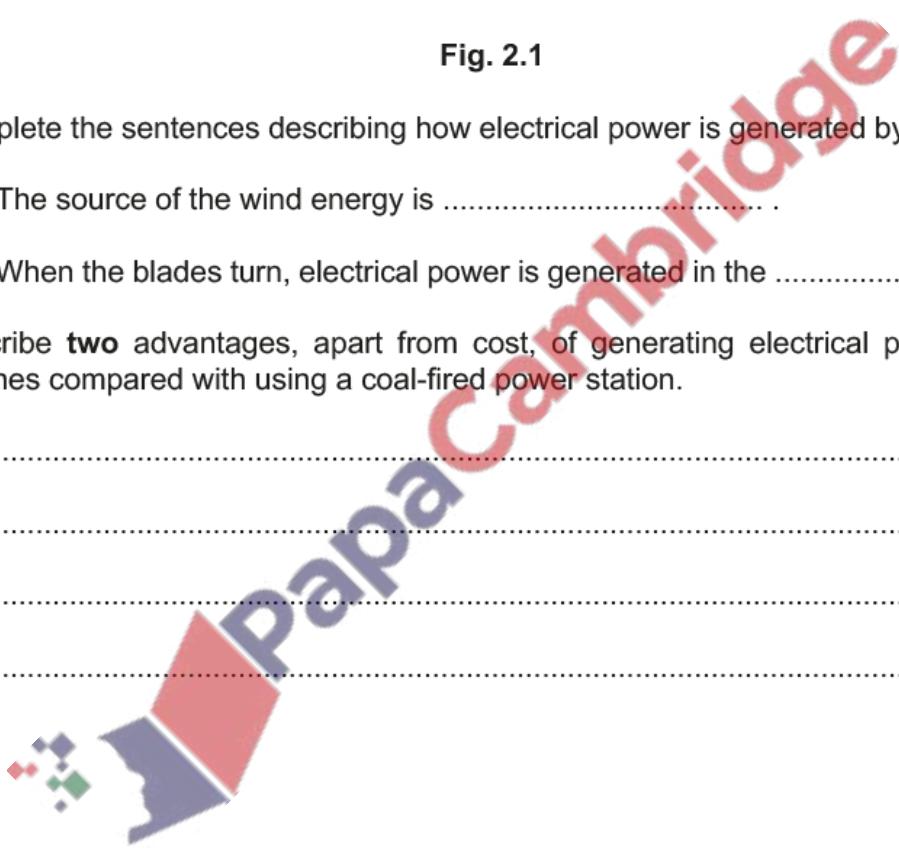 Fig. 2.1
plete the sentences describing how electrical power is generated by
The source of the wind energy is ...................................... .
When the blades turn, electrical power is generated in the ...............
ribe two advantages, apart from cost, of generating electrical p
nes compared with using a coal-fired power station.
PapaCambridge